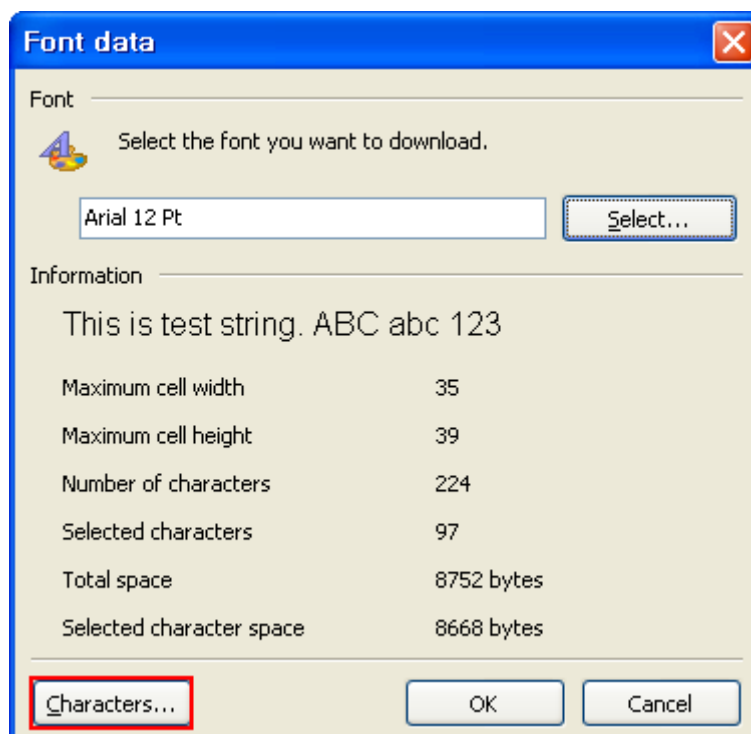 Font data
Font
Select the font you want to download.
Arial 12 Pt
Select...
Information
This is test string. ABC abc 123
Maximum cell width 35
Maximum cell height 39
Number of characters 224
Selected characters 97
Total space 8752 bytes
Selected character space 8668 bytes
Characters... OK Cancel